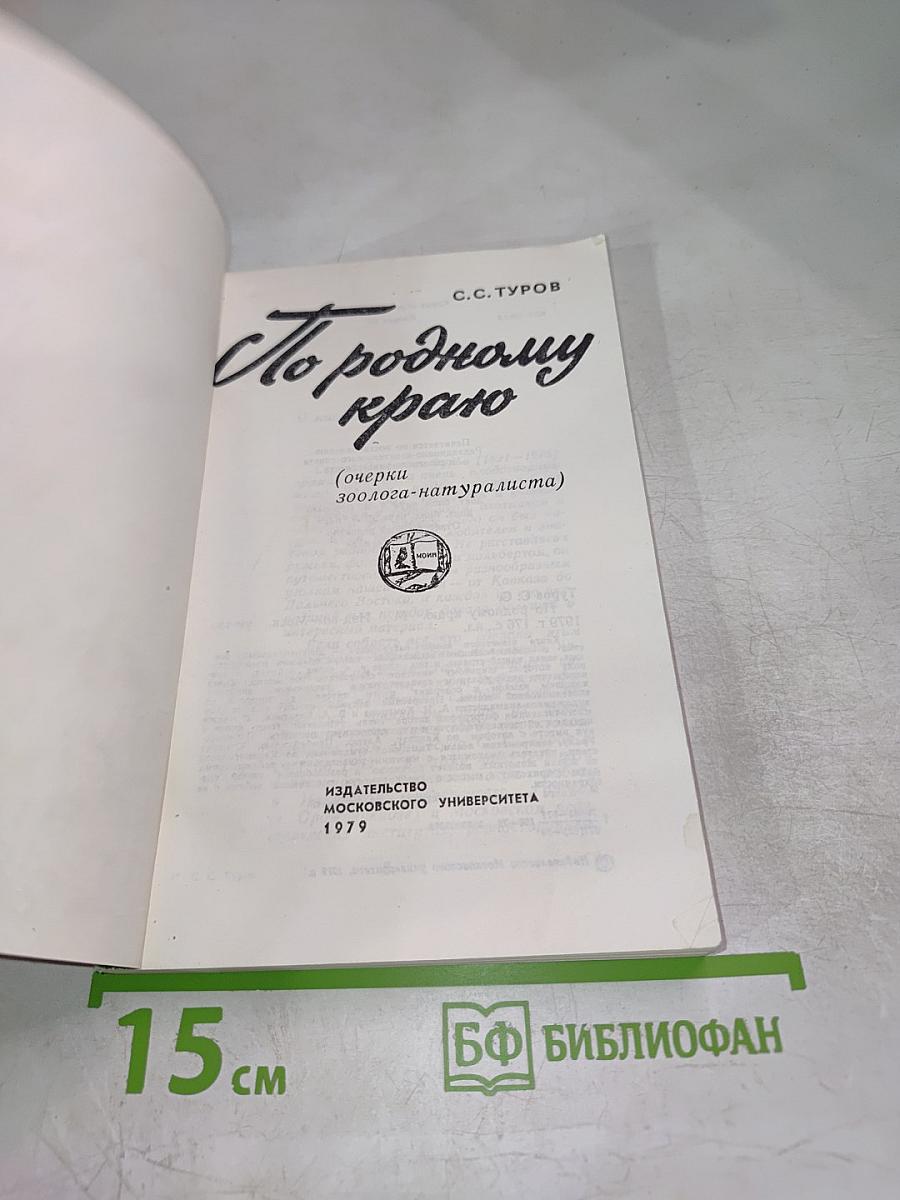 С.С.ТУРОВ
По родному
краю
(очерки
зоолога-натуралиста)
МОИП
ИЗДАТЕЛЬСТВО
МОСКОВСКОГО УНИВЕРСИТЕТА
1979
15 см
БФ БИБЛИОФАН